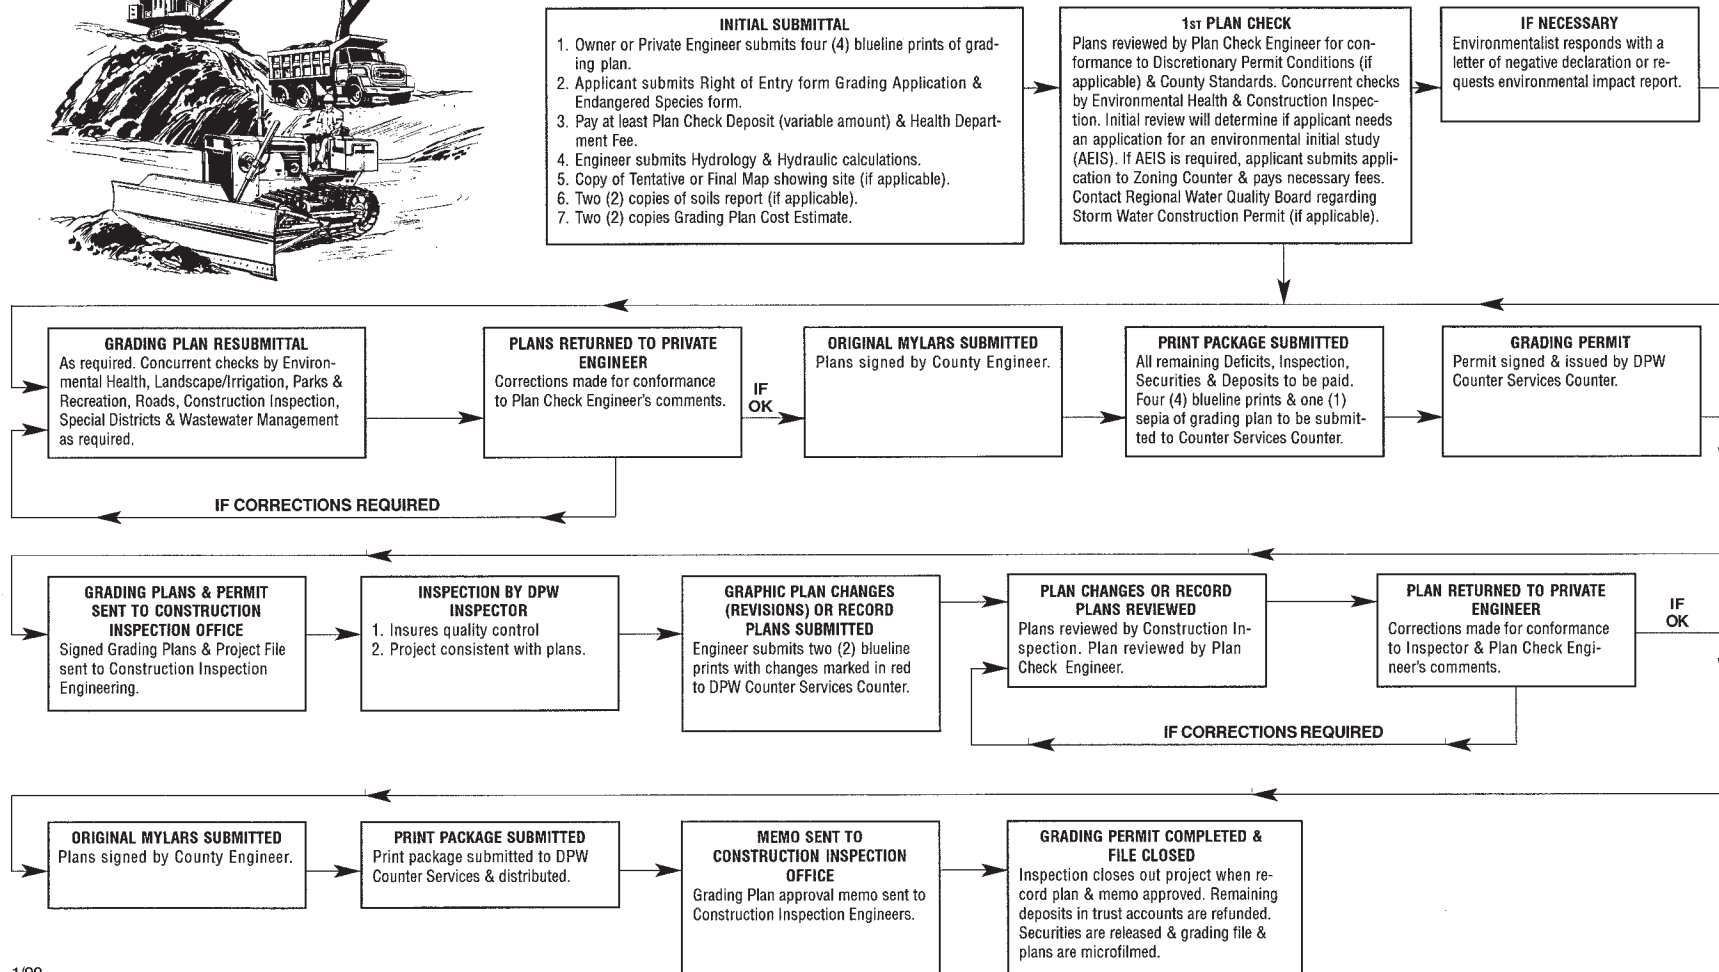 INITIAL SUBMITTAL
1. Owner or Private Engineer submits four (4) blueline prints of grad-
ing plan.
2. Applicant submits Right of Entry form Grading Application &
Endangered Species form.
3. Pay at least Plan Check Deposit (variable amount) & Health Depart-
ment Fee.
4. Engineer submits Hydrology & Hydraulic calculations.
5. Copy of Tentative or Final Map showing site (if applicable).
6. Two (2) copies of soils report (if applicable).
7. Two (2) copies Grading Plan Cost Estimate.
1ST PLAN CHECK
Plans reviewed by Plan Check Engineer for con-
formance to Discretionary Permit Conditions (if
applicable) & County Standards. Concurrent checks
by Environmental Health & Construction Inspec-
tion. Initial review will determine if applicant needs
an application for an environmental initial study
(AEIS). If AEIS is required, applicant submits appli-
cation to Zoning Counter & pays necessary fees.
Contact Regional Water Quality Board regarding
Storm Water Construction Permit (if applicable).
IF NECESSARY
Environmentalist responds with a
letter of negative declaration or re-
quests environmental impact report.
GRADING PLAN RESUBMITTAL
As required. Concurrent checks by Environ-
mental Health, Landscape/Irrigation, Parks &
Recreation, Roads, Construction Inspection,
Special Districts & Wastewater Management
as required.
PLANS RETURNED TO PRIVATE
ENGINEER
Corrections made for conformance
to Plan Check Engineer's comments.
IF
OK
ORIGINAL MYLARS SUBMITTED
Plans signed by County Engineer.
PRINT PACKAGE SUBMITTED
All remaining Deficits, Inspection,
Securities & Deposits to be paid.
Four (4) blueline prints & one (1)
sepia of grading plan to be submit-
ted to Counter Services Counter.
GRADING PERMIT
Permit signed & issued by DPW
Counter Services Counter.
IF CORRECTIONS REQUIRED
GRADING PLANS & PERMIT
SENT TO CONSTRUCTION
INSPECTION OFFICE
Signed Grading Plans & Project File
sent to Construction Inspection
Engineering.
INSPECTION BY DPW
INSPECTOR
1. Insures quality control
2. Project consistent with plans.
GRAPHIC PLAN CHANGES
(REVISIONS) OR RECORD
PLANS SUBMITTED
Engineer submits two (2) blueline
prints with changes marked in red
to DPW Counter Services Counter.
PLAN CHANGES OR RECORD
PLANS REVIEWED
Plans reviewed by Construction In-
spection. Plan reviewed by Plan
Check Engineer.
PLAN RETURNED TO PRIVATE
ENGINEER
Corrections made for conformance
to Inspector & Plan Check Engi-
neer's comments.
IF
OK
IF CORRECTIONS REQUIRED
ORIGINAL MYLARS SUBMITTED
Plans signed by County Engineer.
PRINT PACKAGE SUBMITTED
Print package submitted to DPW
Counter Services & distributed.
MEMO SENT TO
CONSTRUCTION INSPECTION
OFFICE
Grading Plan approval memo sent to
Construction Inspection Engineers.
GRADING PERMIT COMPLETED &
FILE CLOSED
Inspection closes out project when re-
cord plan & memo approved. Remaining
deposits in trust accounts are refunded.
Securities are released & grading file &
plans are microfilmed.